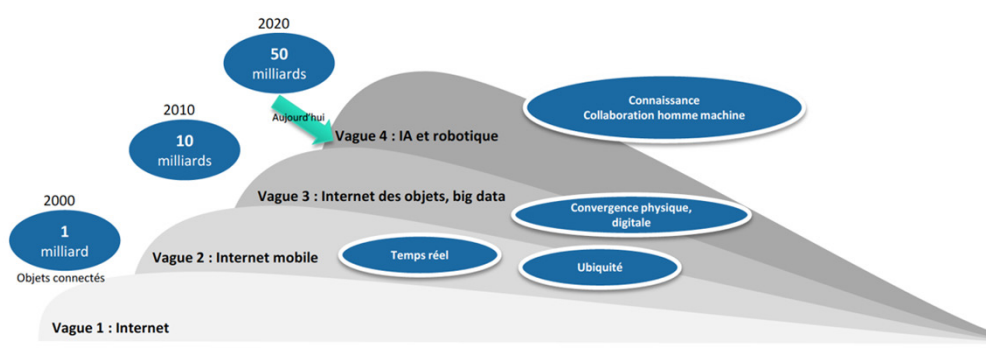 2020
50
milliards
Aujourd'hui
2010
10
milliards
2000
1
milliard
Objets connectés
Connaissance
Collaboration homme machine
Vague 4 : IA et robotique
Vague 3 : Internet des objets, big data
Convergence physique,
digitale
Vague 2 : Internet mobile
Temps réel
Ubiquité
Vague 1 : Internet